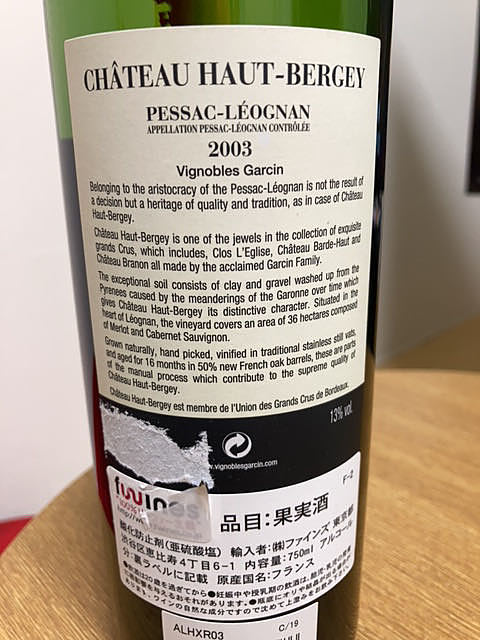 CHÂTEAU HAUT-BERGEY
PESSAC-LÉOGNAN
APPELLATION PESSAC-LÉOGNAN CONTRÔLÉE
2003
Vignobles Garcin
Belonging to the aristocracy of the Pessac-Léognan is not the result of
a decision but a heritage of quality and tradition, as in case of Château
Haut-Bergey.
Château Haut-Bergey is one of the jewels in the collection of exquisite
grands Crus, which includes, Clos L'Eglise, Château Barde-Haut and
Château Branon all made by the acclaimed Garcin Family.
The exceptional soil consists of clay and gravel washed up from the
Pyrenees caused by the meanderings of the Garonne over time which
gives Château Haut-Bergey its distinctive character. Situated in the
heart of Léognan, the vineyard covers an area of 36 hectares composed
of Merlot and Cabernet Sauvignon.
Grown naturally, hand picked, vinified in traditional stainless still vats,
and aged for 16 months in 50% new French oak barrels, these are parts
of the manual process which contribute to the supreme quality of
Château Haut-Bergey.
Château Haut-Bergey est membre de l'Union des Grands Crus de Bordeaux.
13% vol.
.vignoblesgarcin.com
F-2
fwines
100%
http://w
品目:果実酒
酸化防止剤(亜硫酸塩) 輸入者:(株)ファインズ 東京都
渋谷区恵比寿4丁目6-1 内容量:750ml アルコール
分:裏ラベルに記載 原産国名:フランス
ALHXR03
C/19